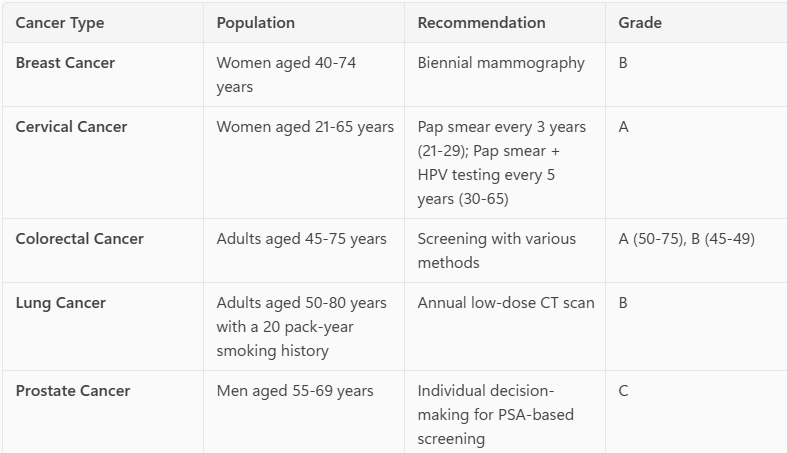 Cancer Type Population Recommendation Grade
Breast Cancer Women aged 40-74 Biennial mammography B
years
Cervical Cancer Women aged 21-65 years Pap smear every 3 years A
(21-29); Pap smear +
HPV testing every 5
years (30-65)
Colorectal Cancer Adults aged 45-75 years Screening with various A (50-75), B (45-49)
methods
Lung Cancer Adults aged 50-80 years Annual low-dose CT scan B
with a 20 pack-year
smoking history
Prostate Cancer Men aged 55-69 years Individual decision- C
making for PSA-based
screening